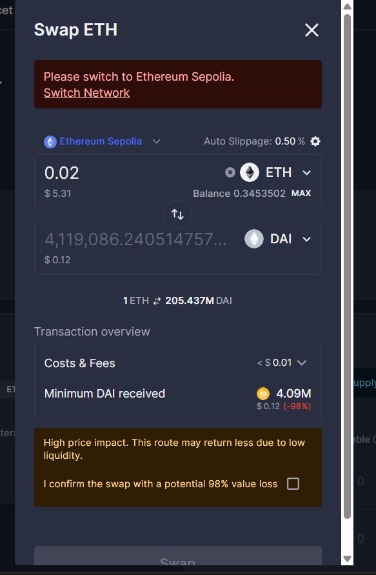 cet
Swap ETH
Please switch to Ethereum Sepolia.
Switch Network
Ethereum Sepolia Auto Slippage: 0.50 %
0.02 ETH
$ 5.31 Balance 0.3453502 MAX
4,119,086.240514757... DAI
$ 0.12
1 ETH ⇄ 205.437M DAI
Transaction overview
Costs & Fees < $ 0.01
Minimum DAI received 4.09M
$ 0.12 (-98%)
ET
upply
High price impact. This route may return less due to low
liquidity.
I confirm the swap with a potential 98% value loss
Swap